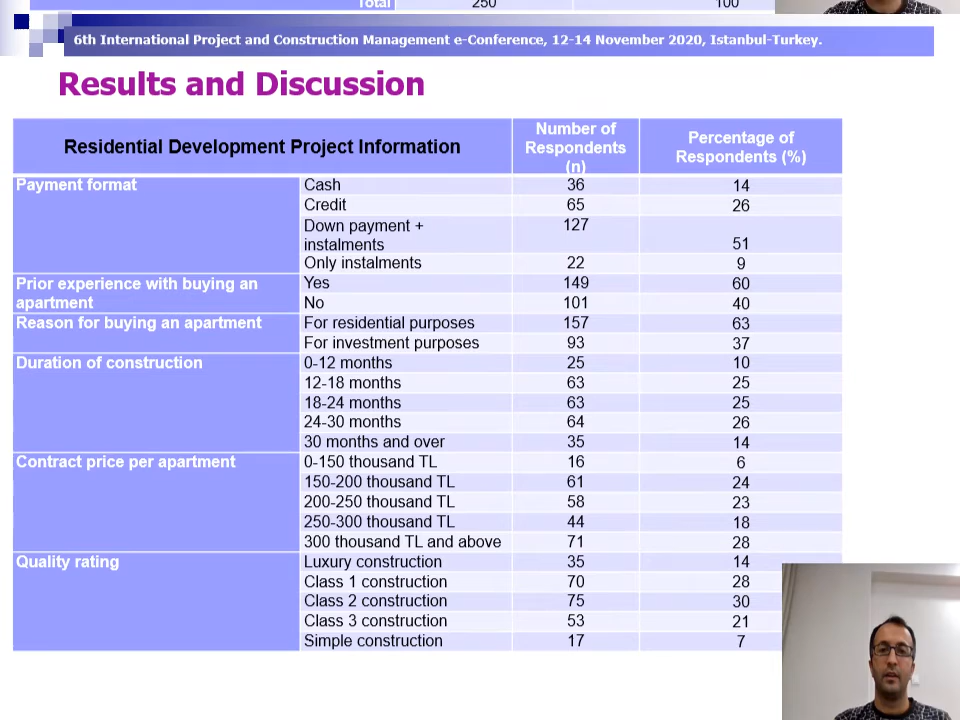 Total 250 100
6th International Project and Construction Management e-Conference, 12-14 November 2020, Istanbul-Turkey.
Results and Discussion
Residential Development Project Information
Number of
Respondents
(n)
Percentage of
Respondents (%)
Payment format Cash 36 14
Credit 65 26
Down payment + 127
instalments 51
Only instalments 22 9
Prior experience with buying an Yes 149 60
apartment No 101 40
Reason for buying an apartment For residential purposes 157 63
For investment purposes 93 37
Duration of construction 0-12 months 25 10
12-18 months 63 25
18-24 months 63 25
24-30 months 64 26
30 months and over 35 14
Contract price per apartment 0-150 thousand TL 16 6
150-200 thousand TL 61 24
200-250 thousand TL 58 23
250-300 thousand TL 44 18
300 thousand TL and above 71 28
Quality rating Luxury construction 35 14
Class 1 construction 70 28
Class 2 construction 75 30
Class 3 construction 53 21
Simple construction 17 7